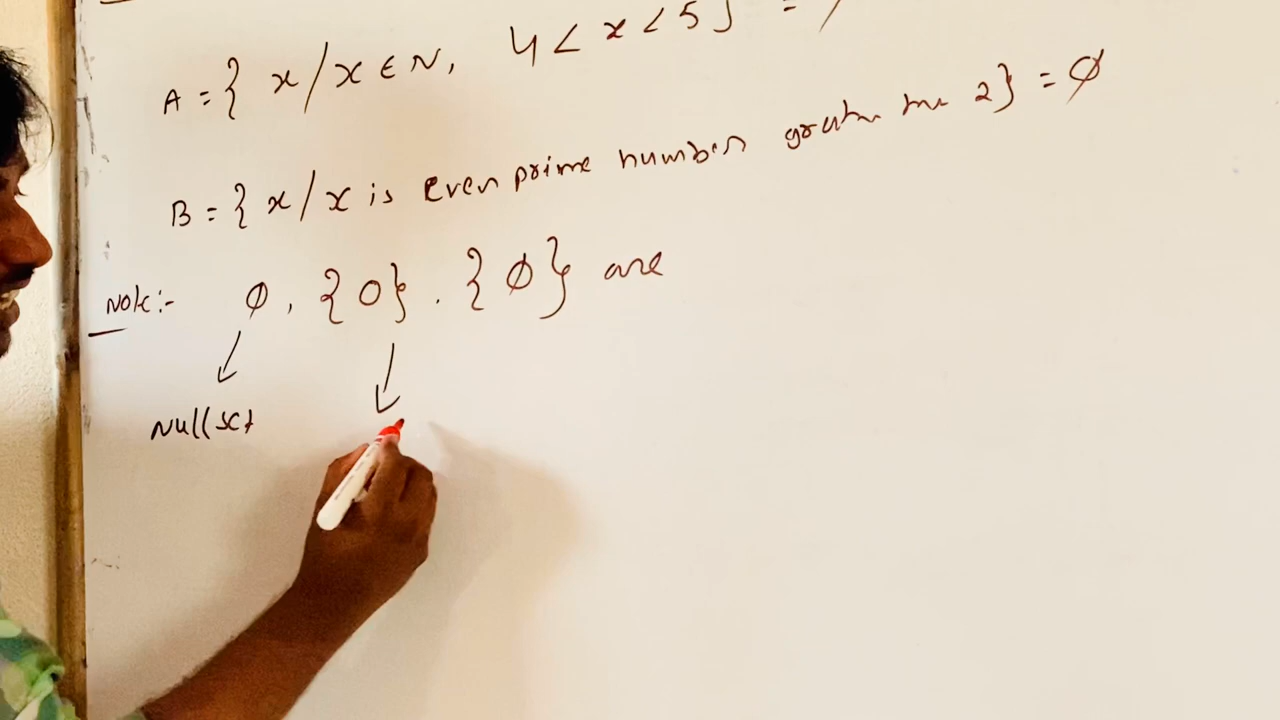 A = { x / x ∈ N, 4 < x < 5 } =
B = { x / x is even prime number greater than 2 } = ∅
Note:- ∅, {0}, {∅} are
Null set